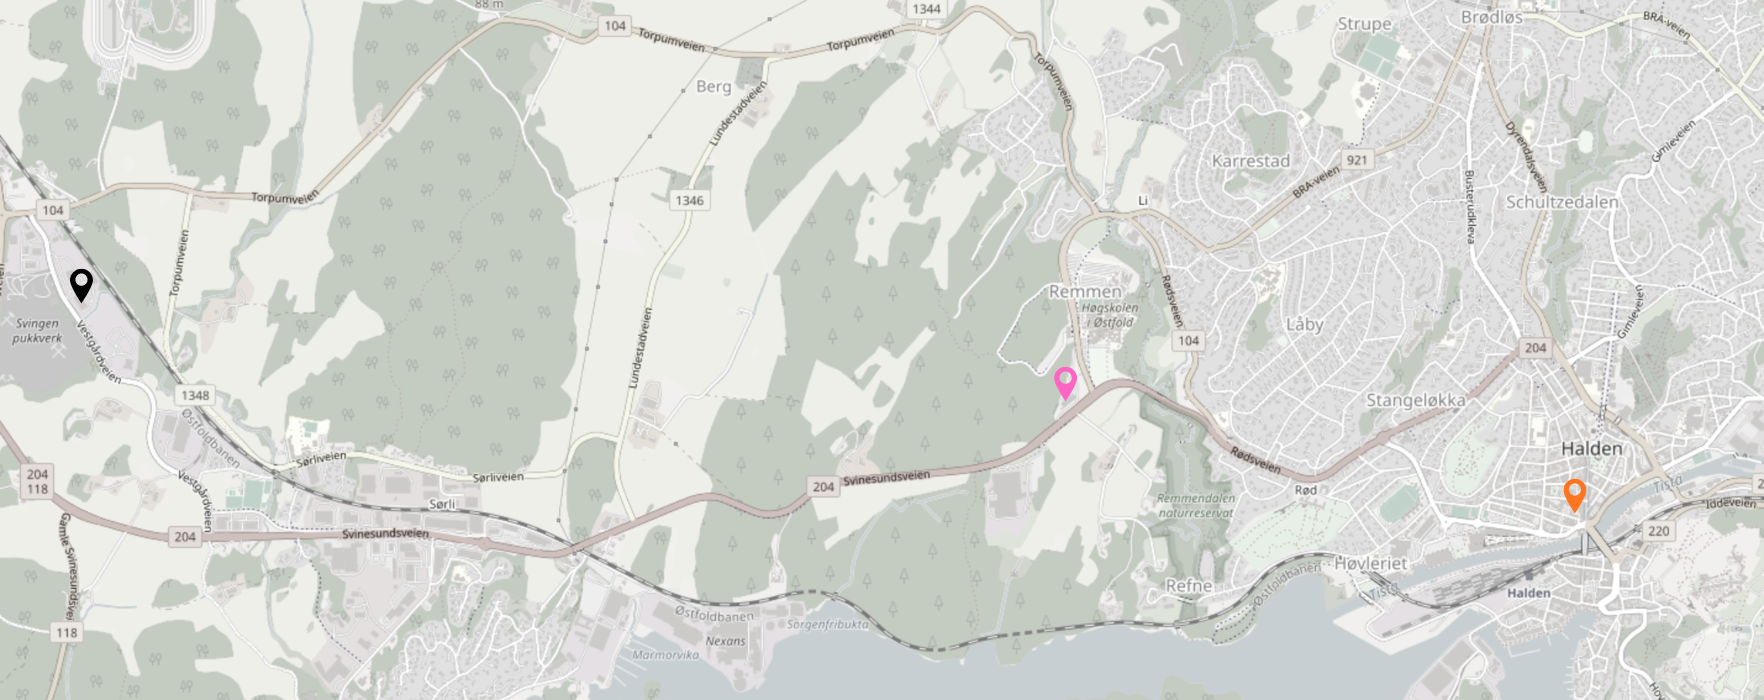 88 m
1344
104
Torpumveien
Torpumveien
Strupe
Brødløs
BRA-veien
Berg
Lundestadveien
Torpumveien
Karrestad
921
Dyrendalsveien
Gimleveien
BRA-veien
Torpumveien
1346
Li
Busterudkleva
Schultzedalen
104
Torpumveien
Remmen
Høgskolen
i Østfold
Rødsveien
Svingen
pukkverk
Vestgårdveien
Lundestadveien
Låby
Gimleveien
104
204
1348
Østfoldbanen
Stangeløkka
Halden
204
118
Sørliveien
Sørliveien
204
Svinesundsveien
Rødsveien
Rød
Tista
Iddeveien
Vestgårdveien
Sørli
Remmendalen
naturreservat
204
Svinesundsveien
220
Gamle Svinesundsvei
Høvleriet
Refne
Østfoldbanen
Tista
Halden
118
Østfoldbanen
Nexans
Sørgenfribukta
Marmorvika